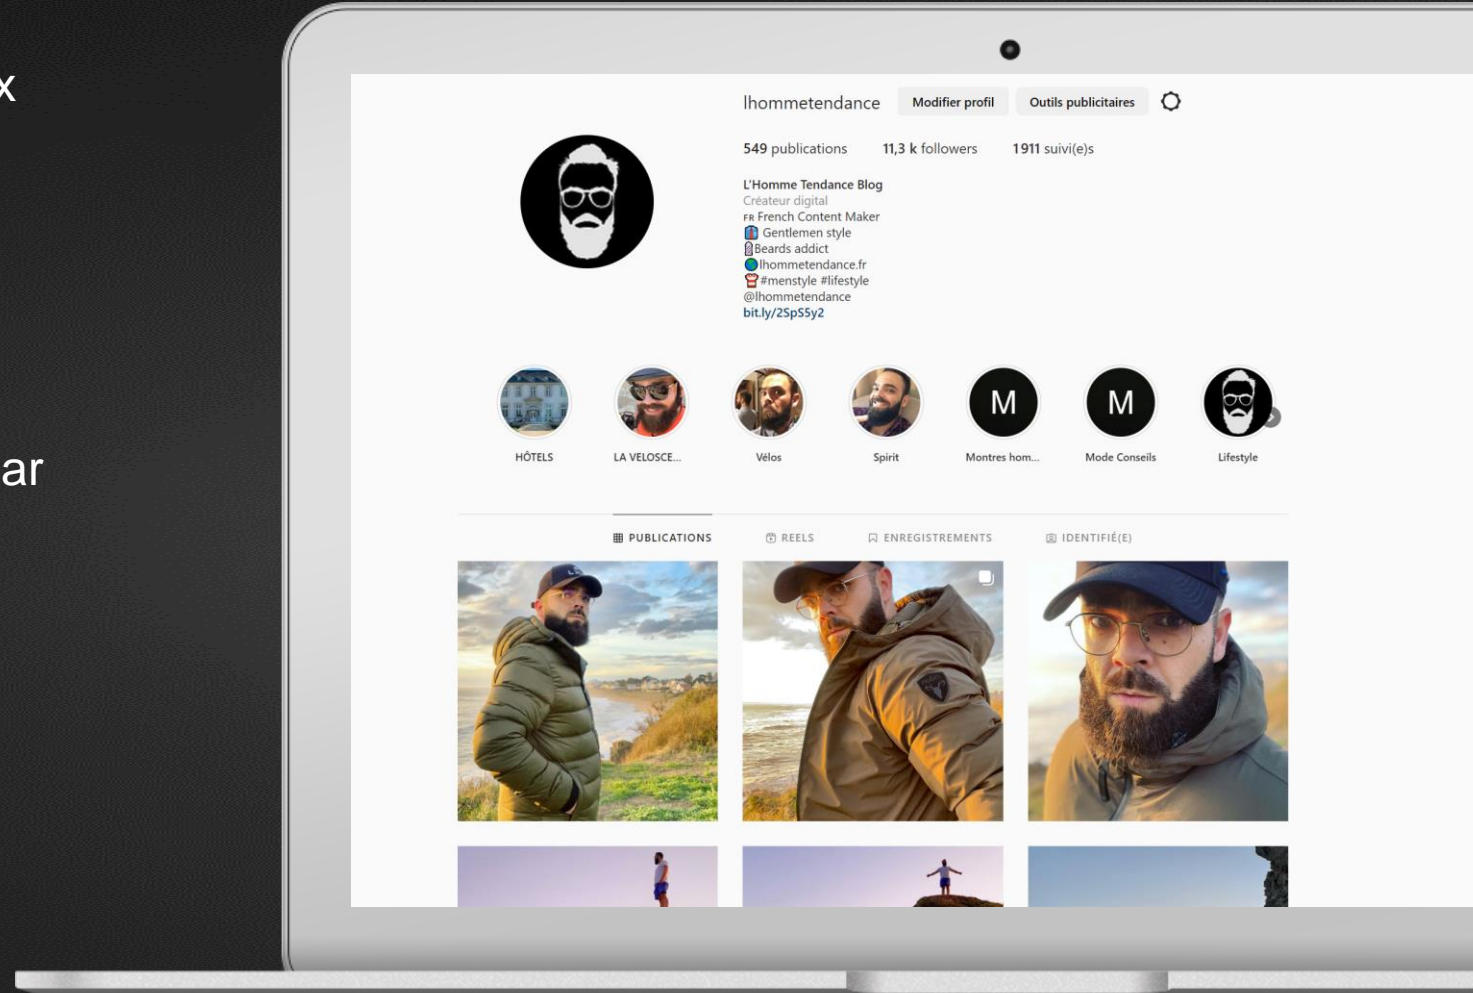 x
ar
lhommetendance Modifier profil Outils publicitaires
549 publications 11,3 k followers 1 911 suivi(e)s
L'Homme Tendance Blog
Créateur digital
FR French Content Maker
Gentlemen style
Beards addict
lhommetendance.fr
#menstyle #lifestyle
@lhommetendance
bit.ly/2SpS5y2
M M
HÔTELS LA VELOSCE... Vélos Spirit Montres hom... Mode Conseils Lifestyle
PUBLICATIONS REELS ENREGISTREMENTS IDENTIFIÉ(E)